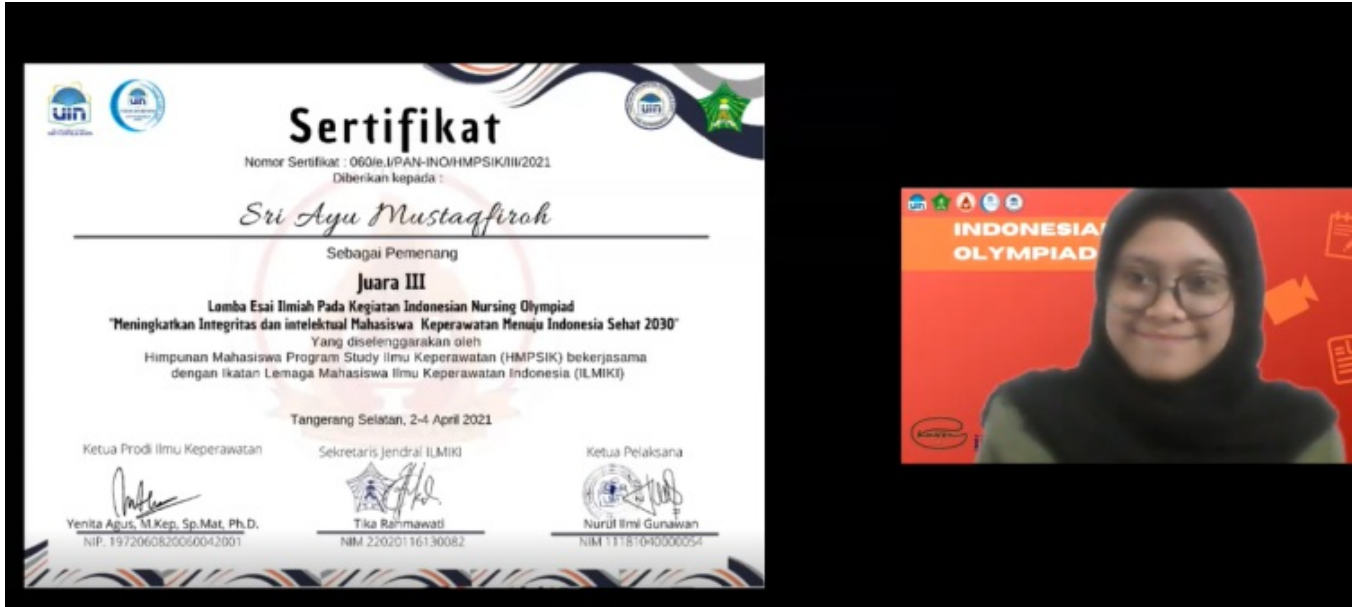 uin
uin
uin
Sertifikat
Nomor Sertifikat : 060/e.I/PAN-INO/HMPSIK/III/2021
Diberikan kepada :
Sri Ayu Mustaqfiroh
Sebagai Pemenang
Juara III
Lomba Esai Ilmiah Pada Kegiatan Indonesian Nursing Olympiad
"Meningkatkan Integritas dan intelektual Mahasiswa Keperawatan Menuju Indonesia Sehat 2030"
Yang diselenggarakan oleh
Himpunan Mahasiswa Program Study Ilmu Keperawatan (HMPSIK) bekerjasama
dengan Ikatan Lemaga Mahasiswa Ilmu Keperawatan Indonesia (ILMIKI)
Tangerang Selatan, 2-4 April 2021
Ketua Prodi Ilmu Keperawatan
Yenita Agus, M.Kep, Sp.Mat, Ph.D.
NIP. 1972060820060042001
Sekretaris Jendral ILMIKI
Tika Rahmawati
NIM 22020116130082
Ketua Pelaksana
Nurul Ilmi Gunawan
NIM 11181040000054
INDONESIA
OLYMPIAD